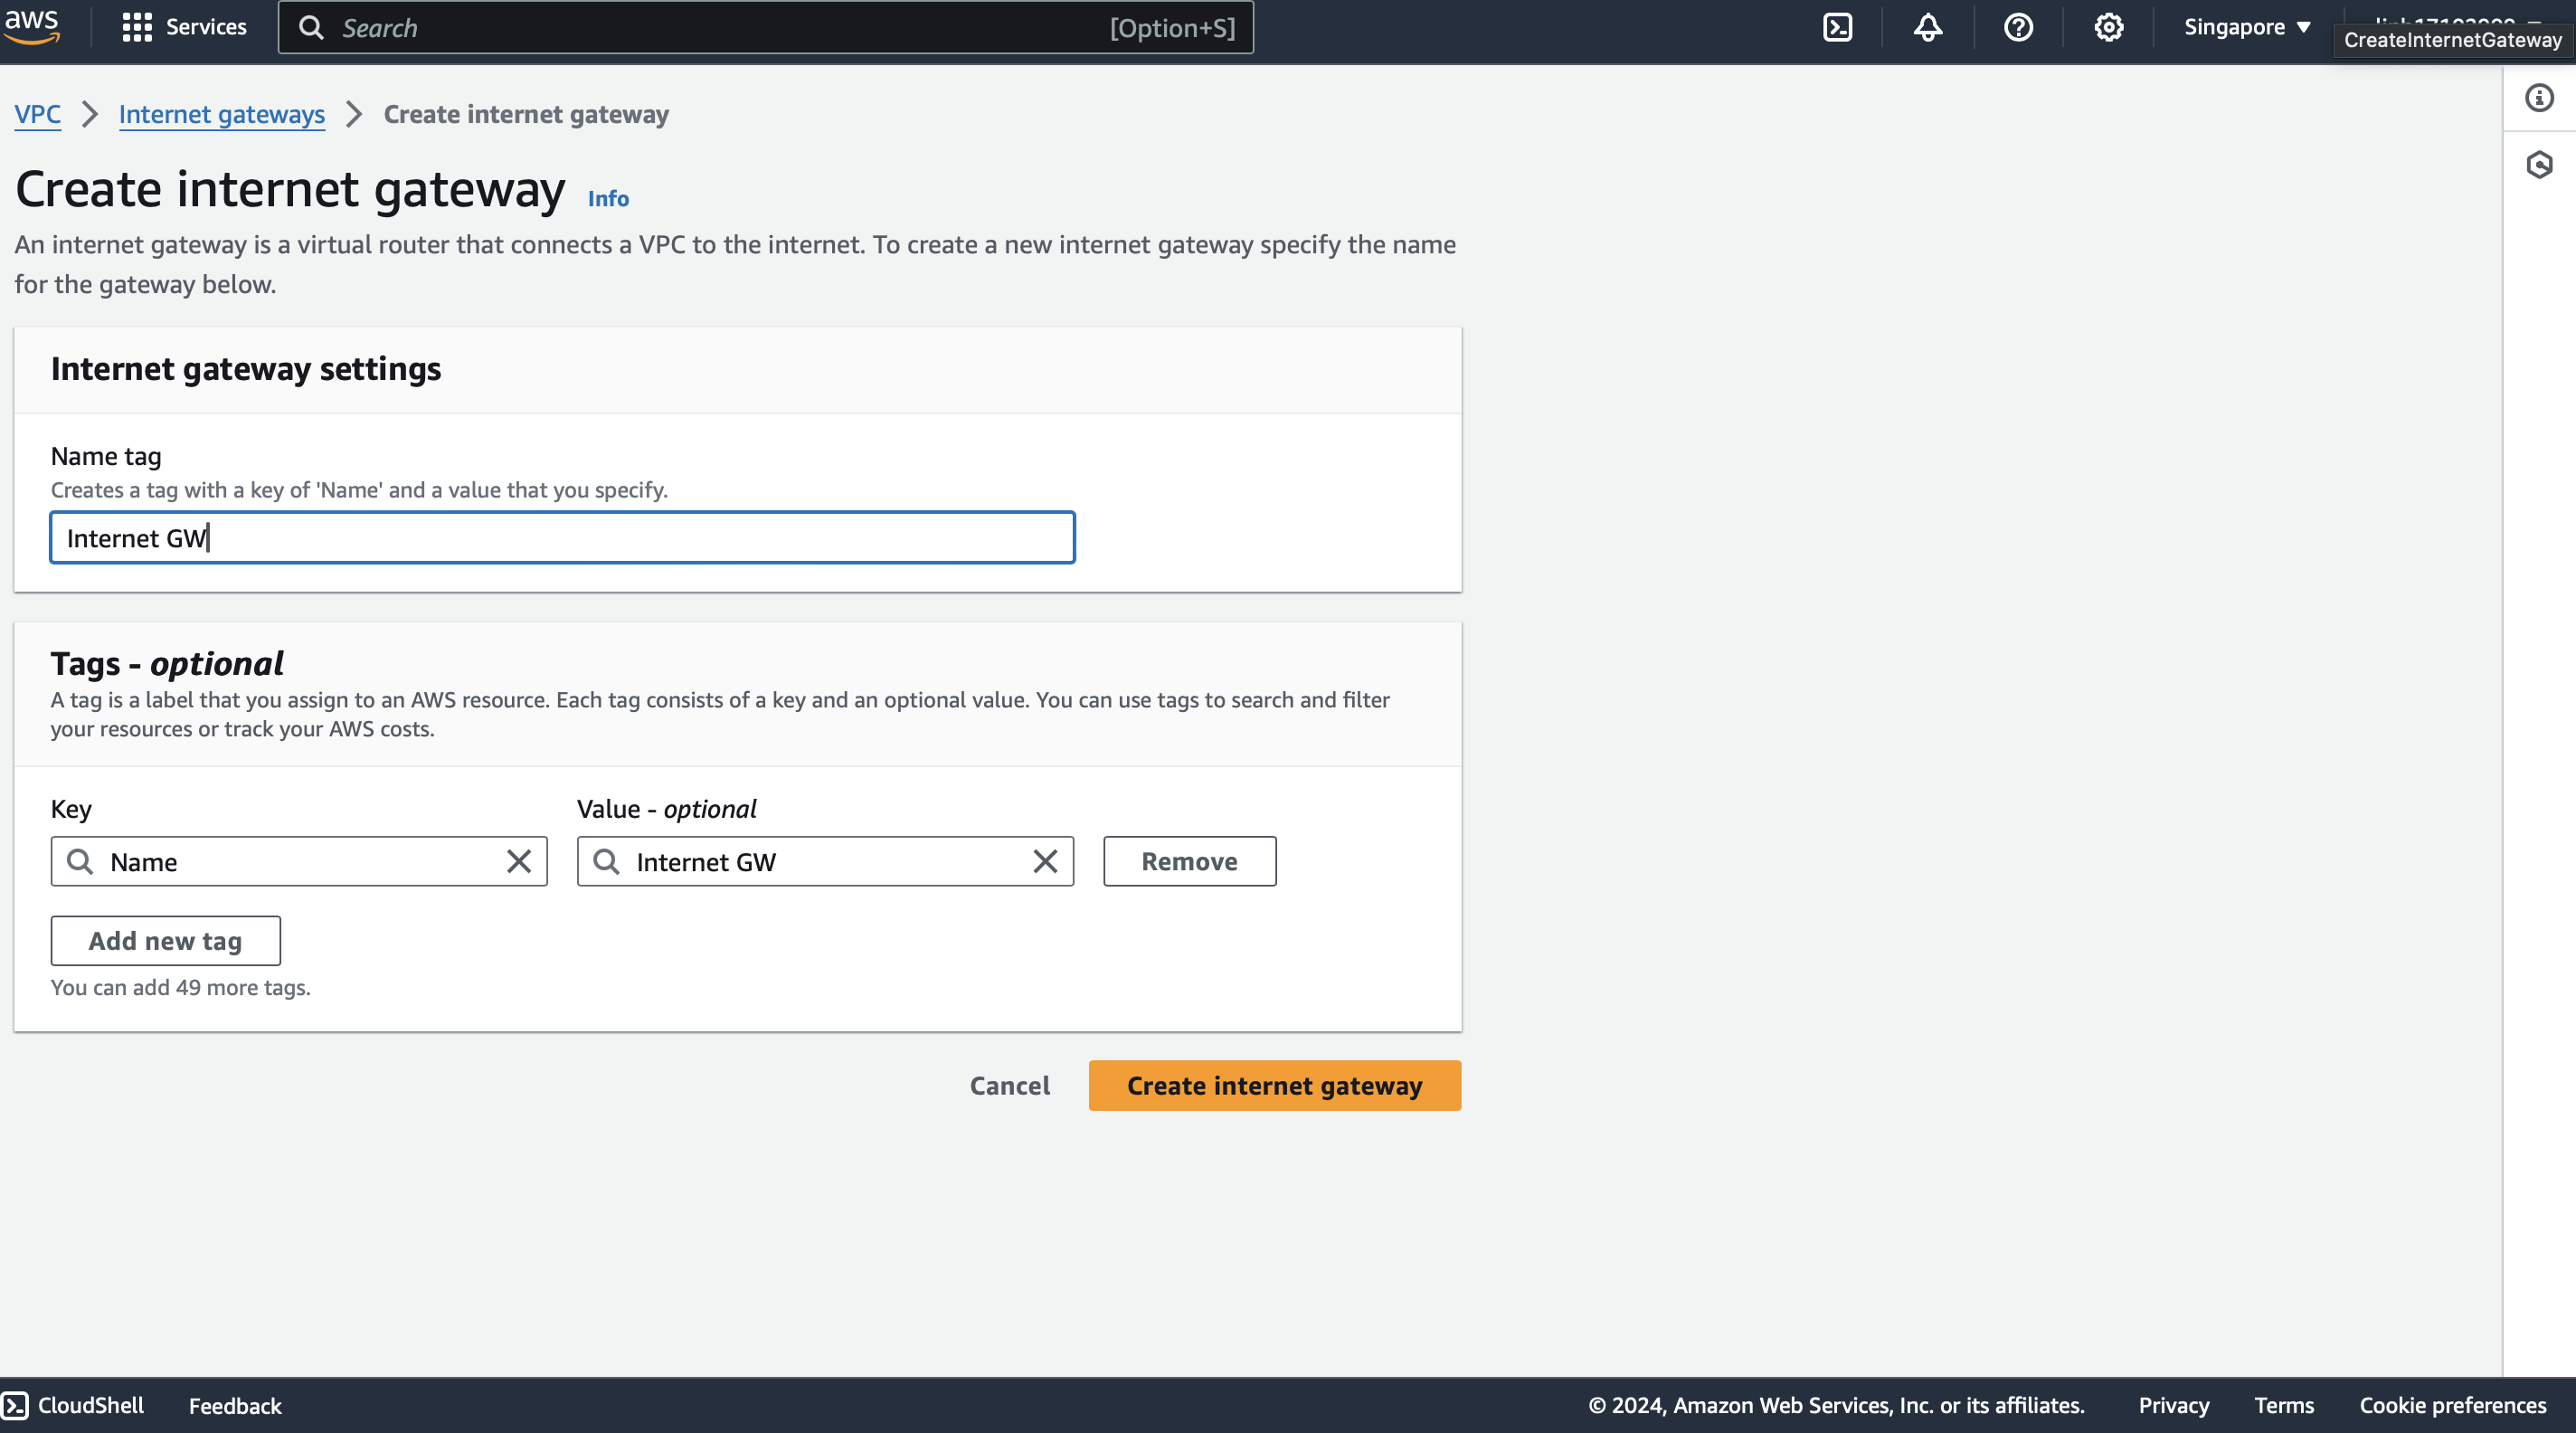 aws
Services
Search
[Option+S]
Singapore
CreateInternetGateway
VPC
Internet gateways
Create internet gateway
Create internet gateway
Info
An internet gateway is a virtual router that connects a VPC to the internet. To create a new internet gateway specify the name
for the gateway below.
Internet gateway settings
Name tag
Creates a tag with a key of 'Name' and a value that you specify.
Internet GW
Tags - optional
A tag is a label that you assign to an AWS resource. Each tag consists of a key and an optional value. You can use tags to search and filter
your resources or track your AWS costs.
Key
Value - optional
Name
Internet GW
Remove
Add new tag
You can add 49 more tags.
Cancel
Create internet gateway
CloudShell
Feedback
© 2024, Amazon Web Services, Inc. or its affiliates.
Privacy
Terms
Cookie preferences